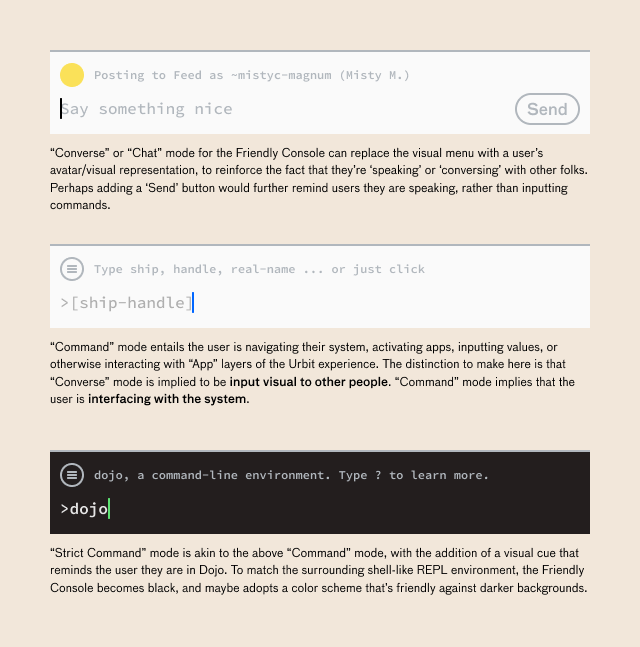 Posting to Feed as ~mistyc-magnum (Misty M.)
Say something nice
Send
“Converse” or “Chat” mode for the Friendly Console can replace the visual menu with a user’s
avatar/visual representation, to reinforce the fact that they’re ‘speaking’ or ‘conversing’ with other folks.
Perhaps adding a ‘Send’ button would further remind users they are speaking, rather than inputting
commands.
Type ship, handle, real-name ... or just click
>[ship-handle]
“Command” mode entails the user is navigating their system, activating apps, inputting values, or
otherwise interacting with “App” layers of the Urbit experience. The distinction to make here is that
“Converse” mode is implied to be input visual to other people. “Command” mode implies that the
user is interfacing with the system.
dojo, a command-line environment. Type ? to learn more.
>dojo
“Strict Command” mode is akin to the above “Command” mode, with the addition of a visual cue that
reminds the user they are in Dojo. To match the surrounding shell-like REPL environment, the Friendly
Console becomes black, and maybe adopts a color scheme that’s friendly against darker backgrounds.